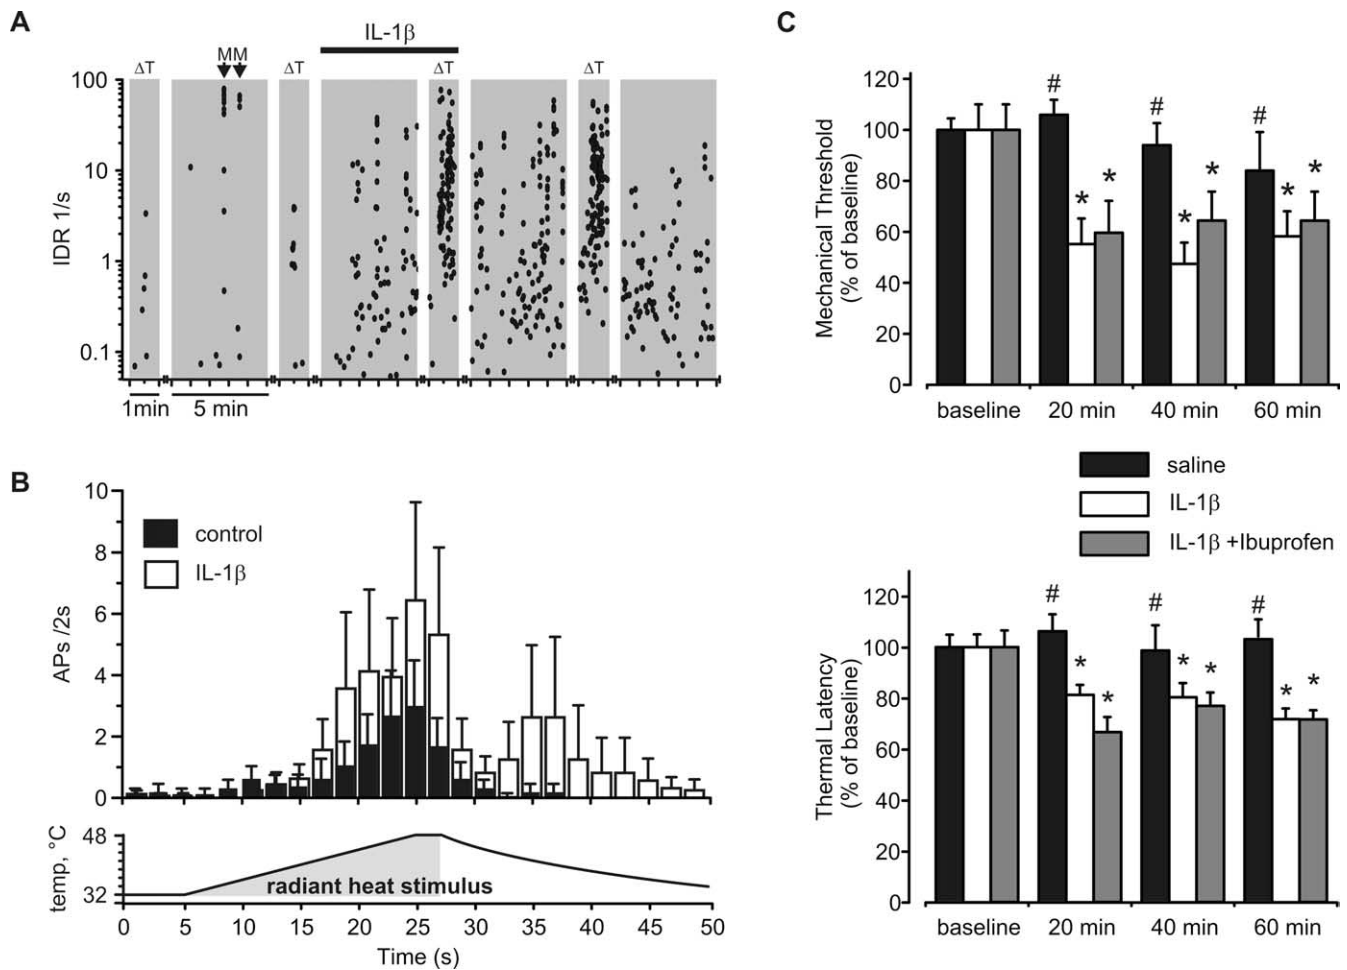 A
IL-1β
MM
ΔT
ΔT
ΔT
ΔT
100
10
1
0.1
IDR 1/s
1min
5 min
B
10
8
6
4
2
0
APs /2s
control
IL-1β
48
32
temp, °C
radiant heat stimulus
0 5 10 15 20 25 30 35 40 45 50
Time (s)
C
120
100
80
60
40
20
0
Mechanical Threshold
(% of baseline)
# # #
* * * * * *
baseline 20 min 40 min 60 min
saline
IL-1β
IL-1β +Ibuprofen
120
100
80
60
40
20
0
Thermal Latency
(% of baseline)
# # #
* * * * * *
baseline 20 min 40 min 60 min